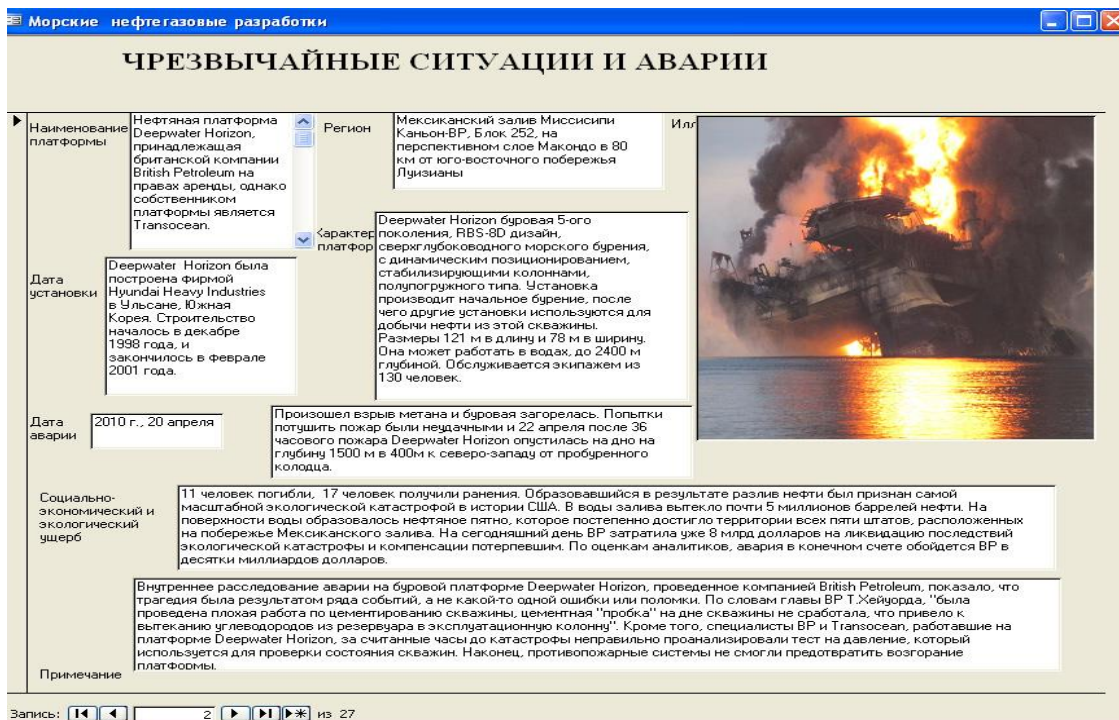 Морские нефтегазовые разработки
ЧРЕЗВЫЧАЙНЫЕ СИТУАЦИИ И АВАРИИ
Наименование
платформы
Нефтяная платформа
Deepwater Horizon,
принадлежащая
британской компании
British Petroleum на
правах аренды, однако
собственником
платформы является
Transocean.
Регион
Мексиканский залив Миссисипи
Каньон-BP, Блок 252, на
перспективном слое Макондо в 80
км от юго-восточного побережья
Луизианы
Илл
Характер
платфор
Deepwater Horizon буровая 5-ого
поколения, RBS-8D дизайн,
сверхглубоководного морского бурения,
с динамическим позиционированием,
стабилизирующими колоннами,
полупогружного типа. Установка
производит начальное бурение, после
чего другие установки используются для
добычи нефти из этой скважины.
Размеры 121 м в длину и 78 м в ширину.
Она может работать в водах, до 2400 м
глубиной. Обслуживается экипажем из
130 человек.
Дата
установки
Deepwater Horizon была
построена фирмой
Hyundai Heavy Industries
в Ульсане, Южная
Корея. Строительство
началось в декабре
1998 года, и
закончилось в феврале
2001 года.
Дата
аварии
2010 г., 20 апреля
Произошел взрыв метана и буровая загорелась. Попытки
потушить пожар были неудачными и 22 апреля после 36
часового пожара Deepwater Horizon опустилась на дно на
глубину 1500 м в 400м к северо-западу от пробуренного
колодца.
Социально-
экономический и
экологический
ущерб
11 человек погибли, 17 человек получили ранения. Образовавшийся в результате разлив нефти был признан самой
масштабной экологической катастрофой в истории США. В воды залива вытекло почти 5 миллионов баррелей нефти. На
поверхности воды образовалось нефтяное пятно, которое постепенно достигло территории всех пяти штатов, расположенных
на побережье Мексиканского залива. На сегодняшний день BP затратила уже 8 млрд долларов на ликвидацию последствий
экологической катастрофы и компенсации потерпевшим. По оценкам аналитиков, авария в конечном счете обойдется BP в
десятки миллиардов долларов.
Примечание
Внутреннее расследование аварии на буровой платформе Deepwater Horizon, проведенное компанией British Petroleum, показало, что
трагедия была результатом ряда событий, а не какой-то одной ошибки или поломки. По словам главы BP Т.Хейуорда, "была
проведена плохая работа по цементированию скважины, цементная "пробка" на дне скважины не сработала, что привело к
вытеканию углеводородов из резервуара в эксплуатационную колонну". Кроме того, специалисты BP и Transocean, работавшие на
платформе Deepwater Horizon, за считанные часы до катастрофы неправильно проанализировали тест на давление, который
используется для проверки состояния скважин. Наконец, противопожарные системы не смогли предотвратить возгорание
платформы.
Запись: 2 из 27